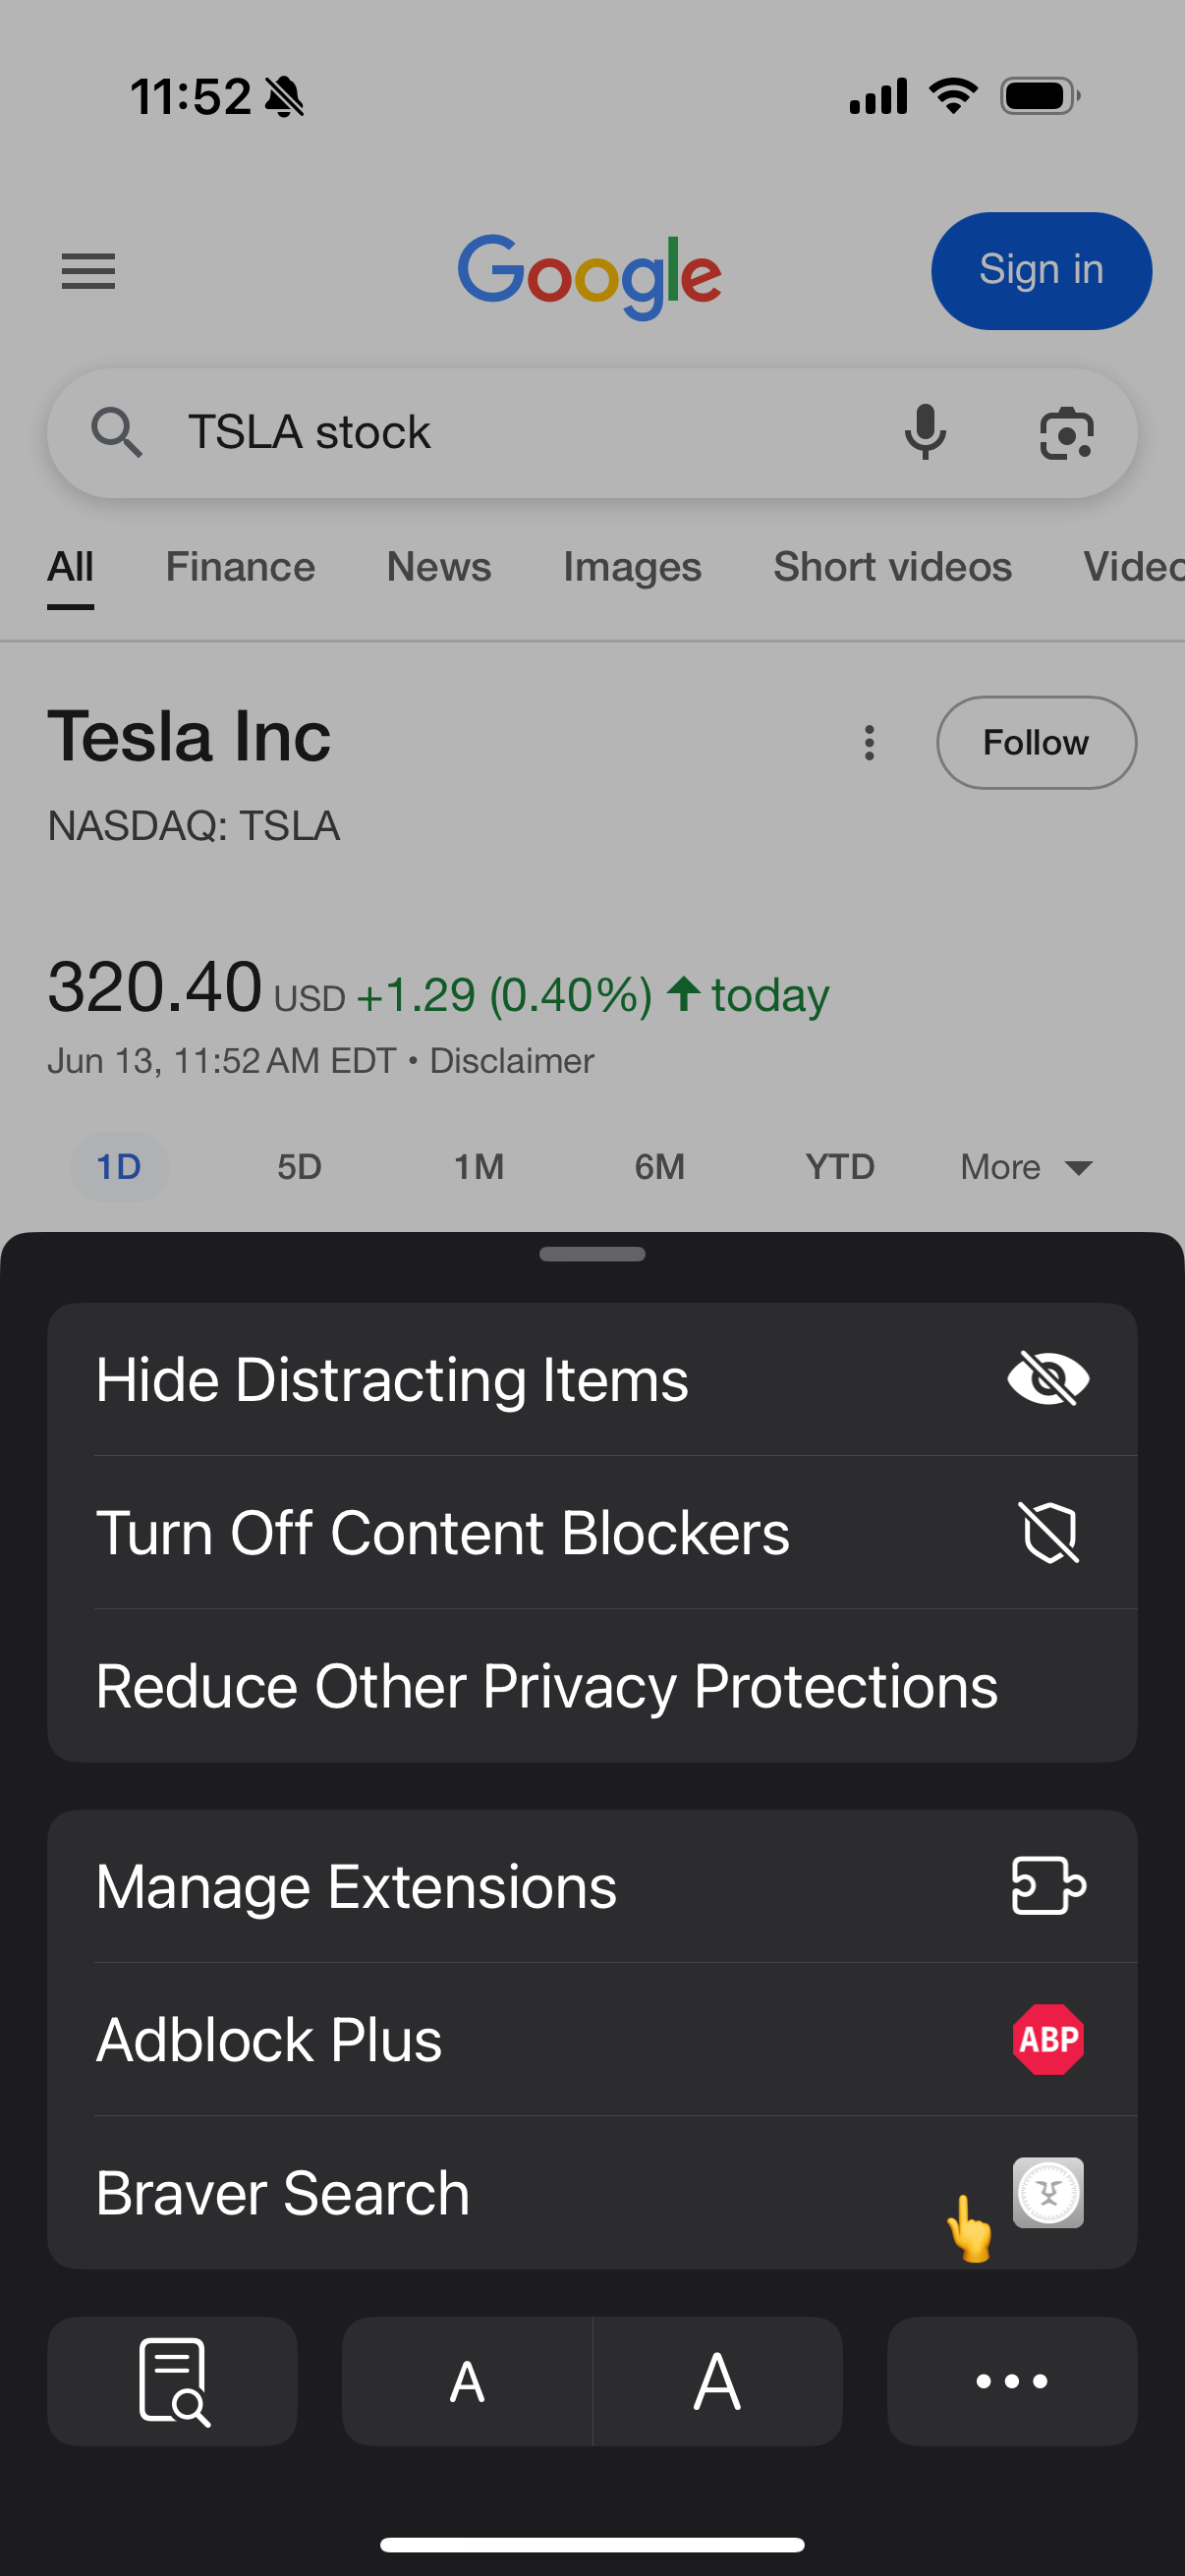 11:52
Google
Sign in
TSLA stock
All Finance News Images Short videos Videc
Tesla Inc
Follow
NASDAQ: TSLA
320.40 USD +1.29 (0.40%) ↑ today
Jun 13, 11:52 AM EDT • Disclaimer
1D 5D 1M 6M YTD More
Hide Distracting Items
Turn Off Content Blockers
Reduce Other Privacy Protections
Manage Extensions
Adblock Plus ABP
Braver Search
A A